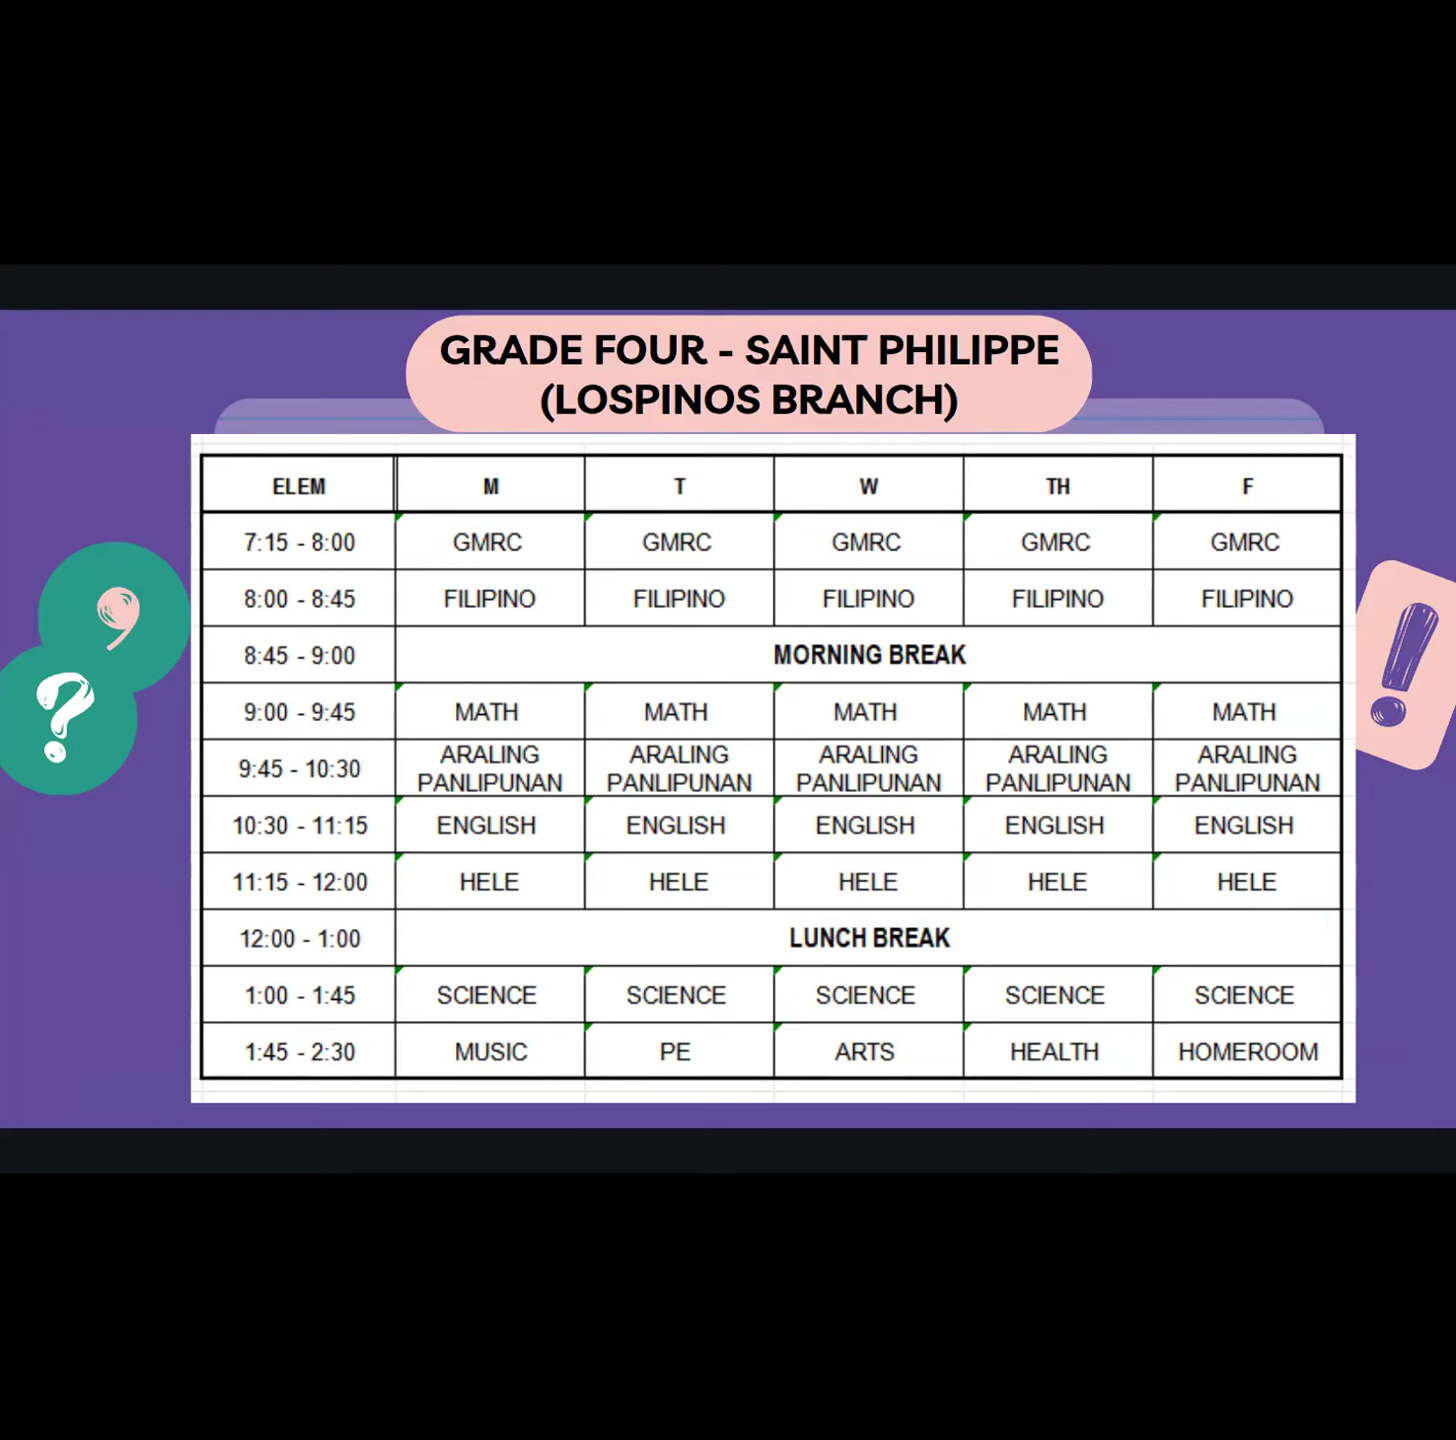 GRADE FOUR - SAINT PHILIPPE
(LOSPINOS BRANCH)
ELEM M T W TH F
7:15 - 8:00 GMRC GMRC GMRC GMRC GMRC
8:00 - 8:45 FILIPINO FILIPINO FILIPINO FILIPINO FILIPINO
8:45 - 9:00 MORNING BREAK
9:00 - 9:45 MATH MATH MATH MATH MATH
9:45 - 10:30 ARALING PANLIPUNAN ARALING PANLIPUNAN ARALING PANLIPUNAN ARALING PANLIPUNAN ARALING PANLIPUNAN
10:30 - 11:15 ENGLISH ENGLISH ENGLISH ENGLISH ENGLISH
11:15 - 12:00 HELE HELE HELE HELE HELE
12:00 - 1:00 LUNCH BREAK
1:00 - 1:45 SCIENCE SCIENCE SCIENCE SCIENCE SCIENCE
1:45 - 2:30 MUSIC PE ARTS HEALTH HOMEROOM
,
?
!